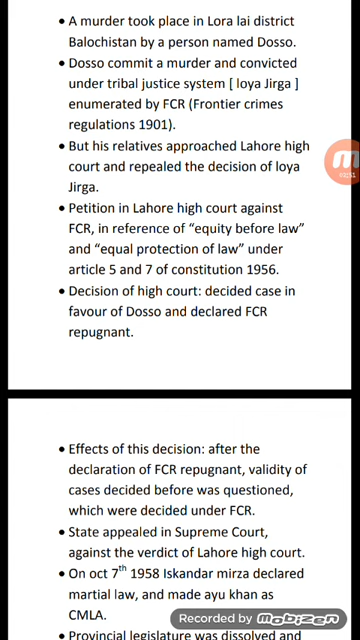 • A murder took place in Lora lai district
Balochistan by a person named Dosso.
• Dosso commit a murder and convicted
under tribal justice system [ loya Jirga ]
enumerated by FCR (Frontier crimes
regulations 1901).
• But his relatives approached Lahore high
court and repealed the decision of loya
Jirga.
• Petition in Lahore high court against
FCR, in reference of “equity before law”
and “equal protection of law” under
article 5 and 7 of constitution 1956.
• Decision of high court: decided case in
favour of Dosso and declared FCR
repugnant.
• Effects of this decision: after the
declaration of FCR repugnant, validity of
cases decided before was questioned,
which were decided under FCR.
• State appealed in Supreme Court,
against the verdict of Lahore high court.
• On oct 7th 1958 Iskandar mirza declared
martial law, and made ayu khan as
CMLA.
Recorded by mobizen
• Provincial legislature was dissolved and